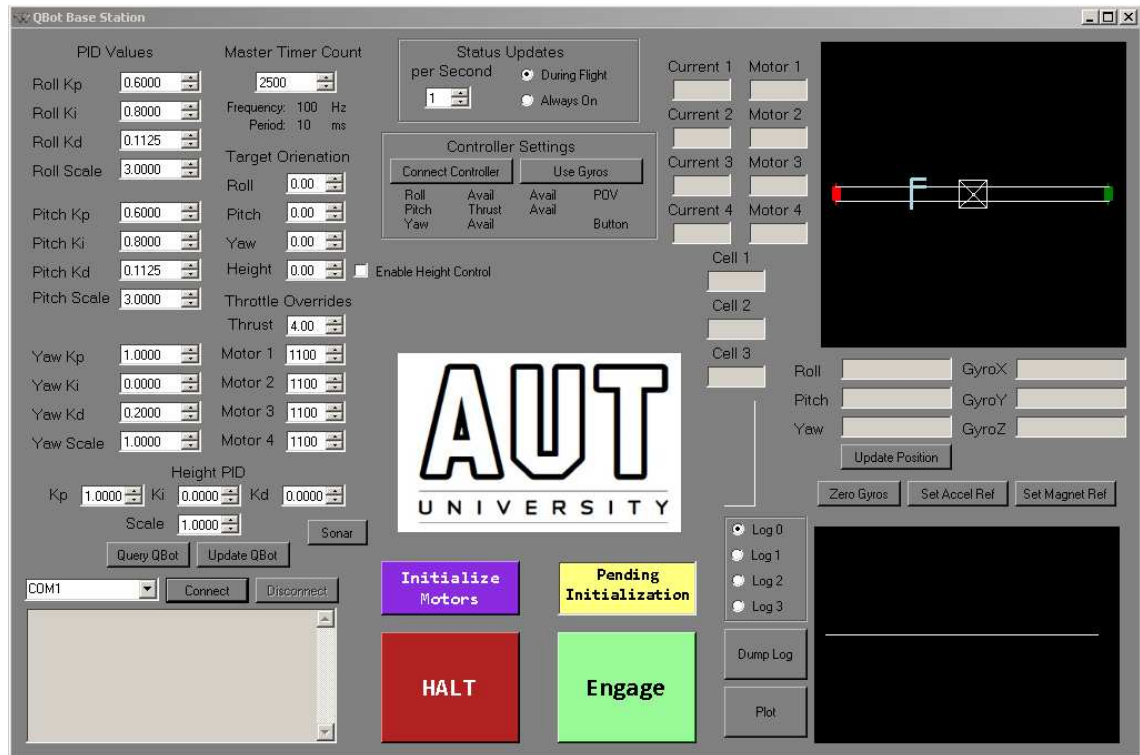 QBot Base Station
PID Values
Roll Kp 0.6000
Roll Ki 0.8000
Roll Kd 0.1125
Roll Scale 3.0000
Pitch Kp 0.6000
Pitch Ki 0.8000
Pitch Kd 0.1125
Pitch Scale 3.0000
Yaw Kp 1.0000
Yaw Ki 0.0000
Yaw Kd 0.2000
Yaw Scale 1.0000
Master Timer Count
2500
Frequency: 100 Hz
Period: 10 ms
Target Orienation
Roll 0.00
Pitch 0.00
Yaw 0.00
Height 0.00 Enable Height Control
Throttle Overrides
Thrust 4.00
Motor 1 1100
Motor 2 1100
Motor 3 1100
Motor 4 1100
Height PID
Kp 1.0000 Ki 0.0000 Kd 0.0000
Scale 1.0000
Sonar
Query QBot Update QBot
COM1 Connect Disconnect
Status Updates
per Second
1
During Flight
Always On
Controller Settings
Connect Controller Use Gyros
Roll Avail Avail POV
Pitch Thrust Avail
Yaw Avail Button
AUT
UNIVERSITY
Initialize
Motors
Pending
Initialization
HALT
Engage
Current 1 Motor 1
Current 2 Motor 2
Current 3 Motor 3
Current 4 Motor 4
Cell 1
Cell 2
Cell 3
F
Roll GyroX
Pitch GyroY
Yaw GyroZ
Update Position
Zero Gyros Set Accel Ref Set Magnet Ref
Log 0
Log 1
Log 2
Log 3
Dump Log
Plot